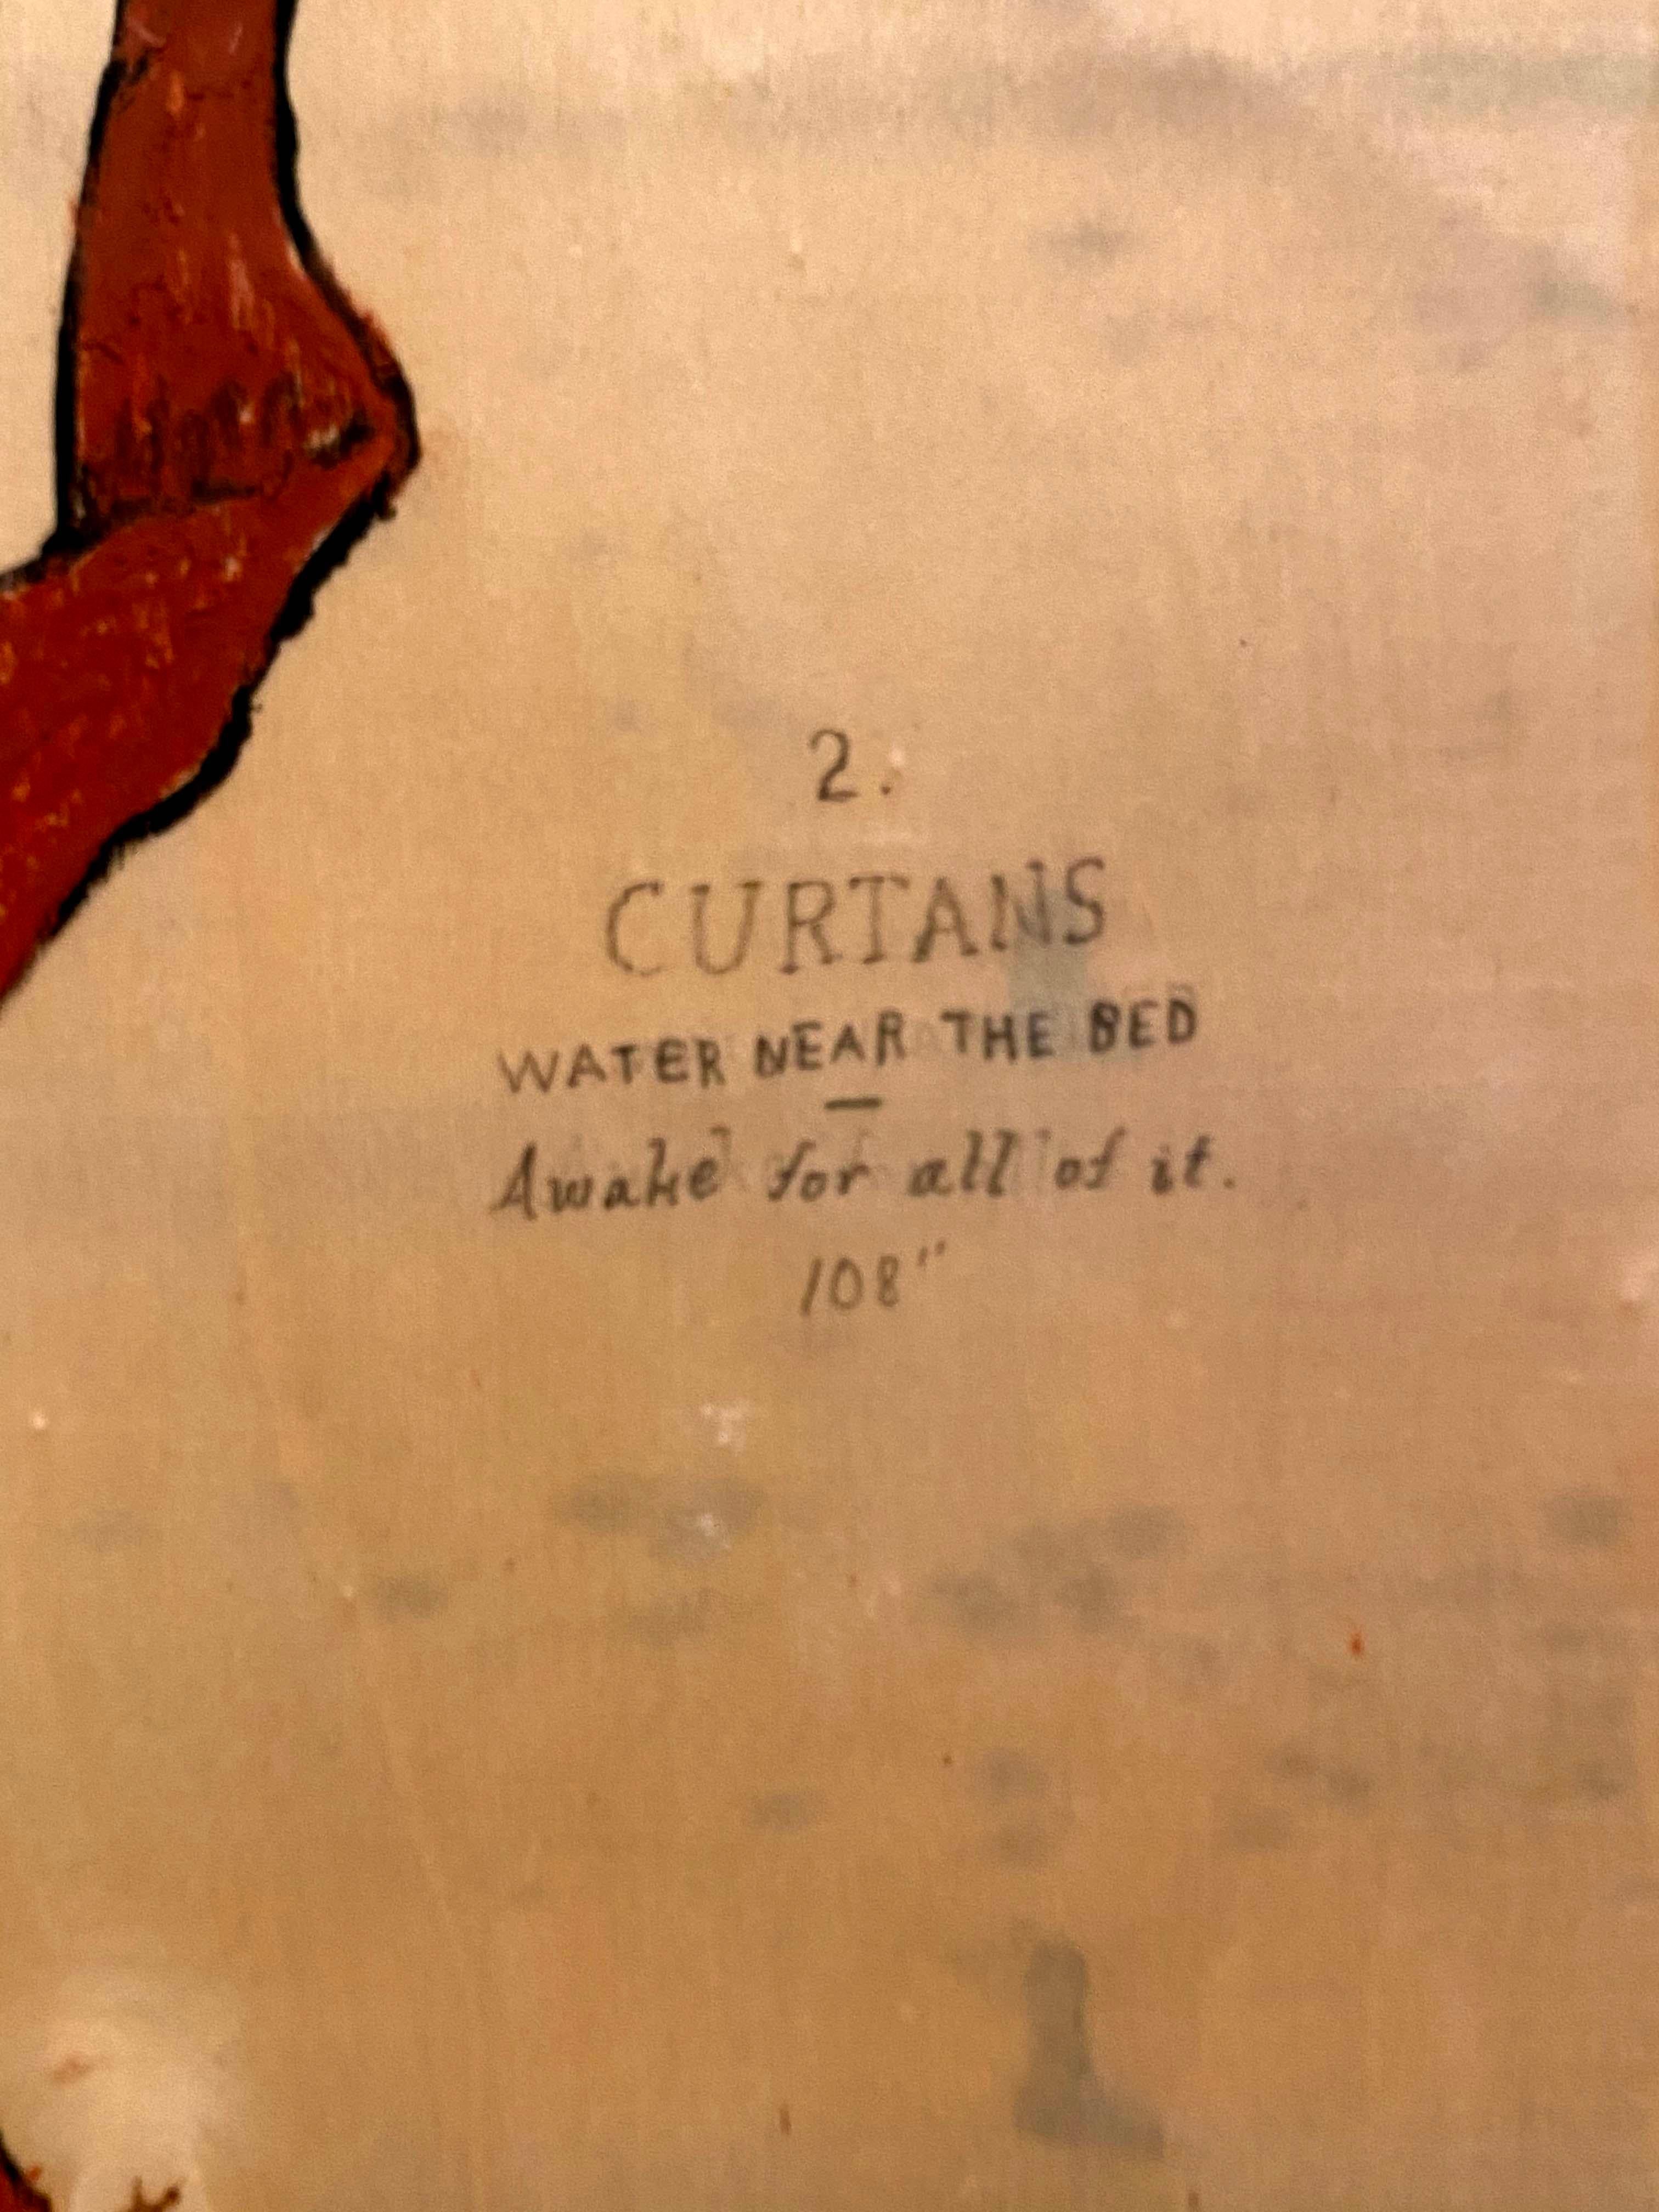 2.
CURTANS
WATER NEAR THE BED
—
Awake for all of it.
108"